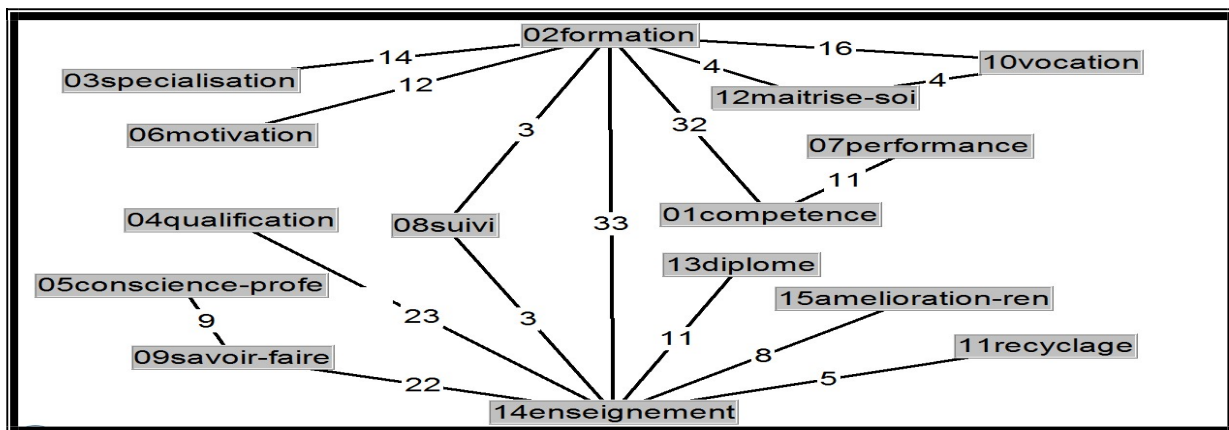 02formation
14
16
10vocation
03specialisation
12
4
4
12maitrise-soi
06motivation
3
32
07performance
11
04qualification
08suivi
33
01competence
13diplome
05conscience-profe
15amelioration-ren
9
23
3
11
09savoir-faire
8
11recyclage
22
5
14enseignement